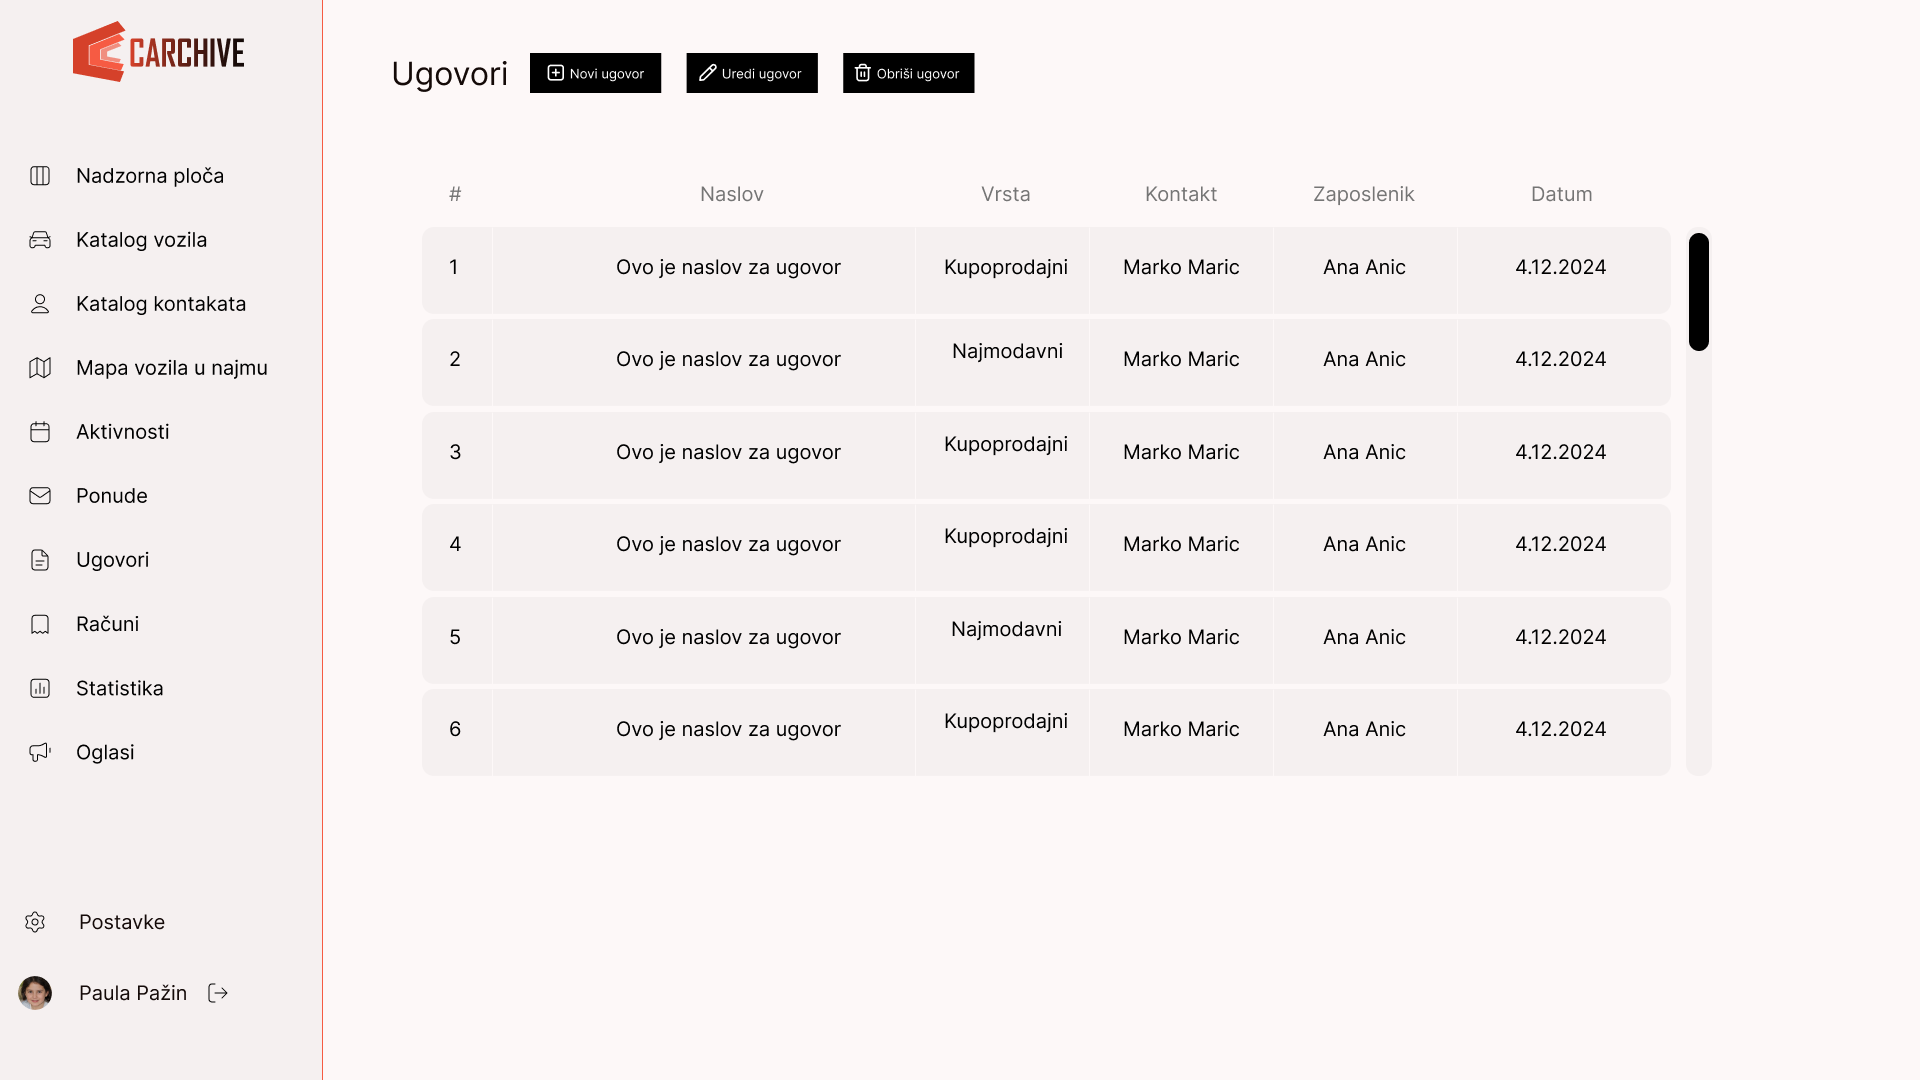 CARCHIVE
Nadzorna ploča
Katalog vozila
Katalog kontakata
Mapa vozila u najmu
Aktivnosti
Ponude
Ugovori
Računi
Statistika
Oglasi
Postavke
Paula Pažin
Ugovori Novi ugovor Uredi ugovor Obriši ugovor
# Naslov Vrsta Kontakt Zaposlenik Datum
1 Ovo je naslov za ugovor Kupoprodajni Marko Maric Ana Anic 4.12.2024
2 Ovo je naslov za ugovor Najmodavni Marko Maric Ana Anic 4.12.2024
3 Ovo je naslov za ugovor Kupoprodajni Marko Maric Ana Anic 4.12.2024
4 Ovo je naslov za ugovor Kupoprodajni Marko Maric Ana Anic 4.12.2024
5 Ovo je naslov za ugovor Najmodavni Marko Maric Ana Anic 4.12.2024
6 Ovo je naslov za ugovor Kupoprodajni Marko Maric Ana Anic 4.12.2024